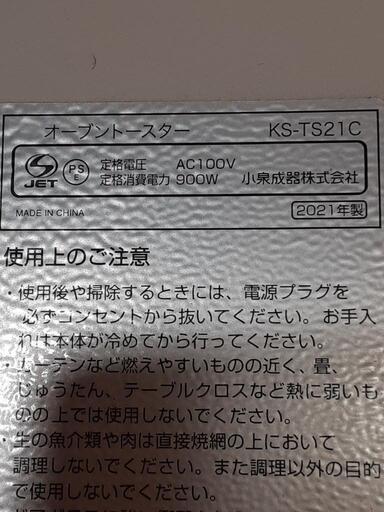 オーブントースター KS-TS21C
JET PS E 定格電圧 AC100V
定格消費電力 900W 小泉成器株式会社
MADE IN CHINA 2021年製
使用上のご注意
・使用後や掃除するときには、電源プラグを
必ずコンセントから抜いてください。お手入
れは本体が冷めてから行ってください。
・カーテンなど燃えやすいものの近く、畳、
じゅうたん、テーブルクロスなど熱に弱いも
のの上では使用しないでください。
・生の魚介類や肉は直接焼網の上において
調理しないでください。また調理以外の目的
で使用しないでください。